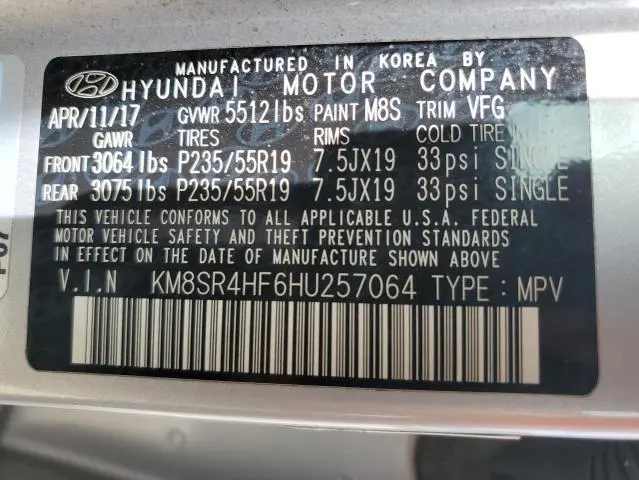 MANUFACTURED IN KOREA BY
HYUNDAI MOTOR COMPANY
APR/11/17 GVWR 5512lbs PAINT M8S TRIM VFG
GAWR TIRES RIMS COLD TIRE
FRONT 3064lbs P235/55R19 7.5JX19 33psi SINGLE
REAR 3075lbs P235/55R19 7.5JX19 33psi SINGLE
THIS VEHICLE CONFORMS TO ALL APPLICABLE U.S.A. FEDERAL
MOTOR VEHICLE SAFETY AND THEFT PREVENTION STANDARDS
IN EFFECT ON THE DATE OF MANUFACTURE SHOWN ABOVE.
V.I.N KM8SR4HF6HU257064 TYPE : MPV